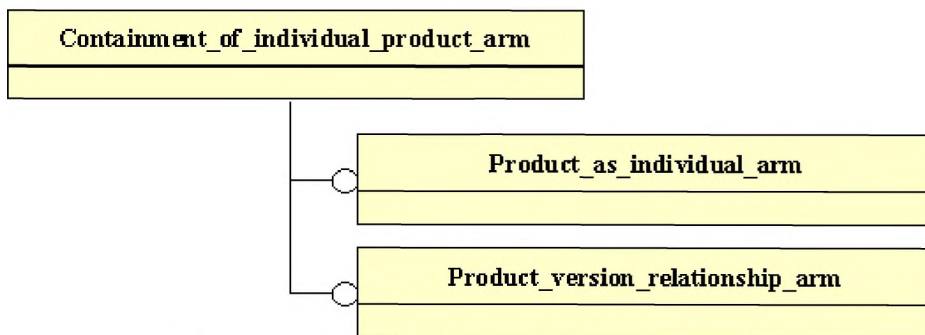 Containment_of_individual_product_arm
Product_as_individual_arm
Product_version_relationship_arm